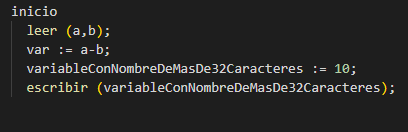 inicio
leer (a,b);
var := a-b;
variableConNombreDeMasDe32Caracteres := 10;
escribir (variableConNombreDeMasDe32Caracteres);